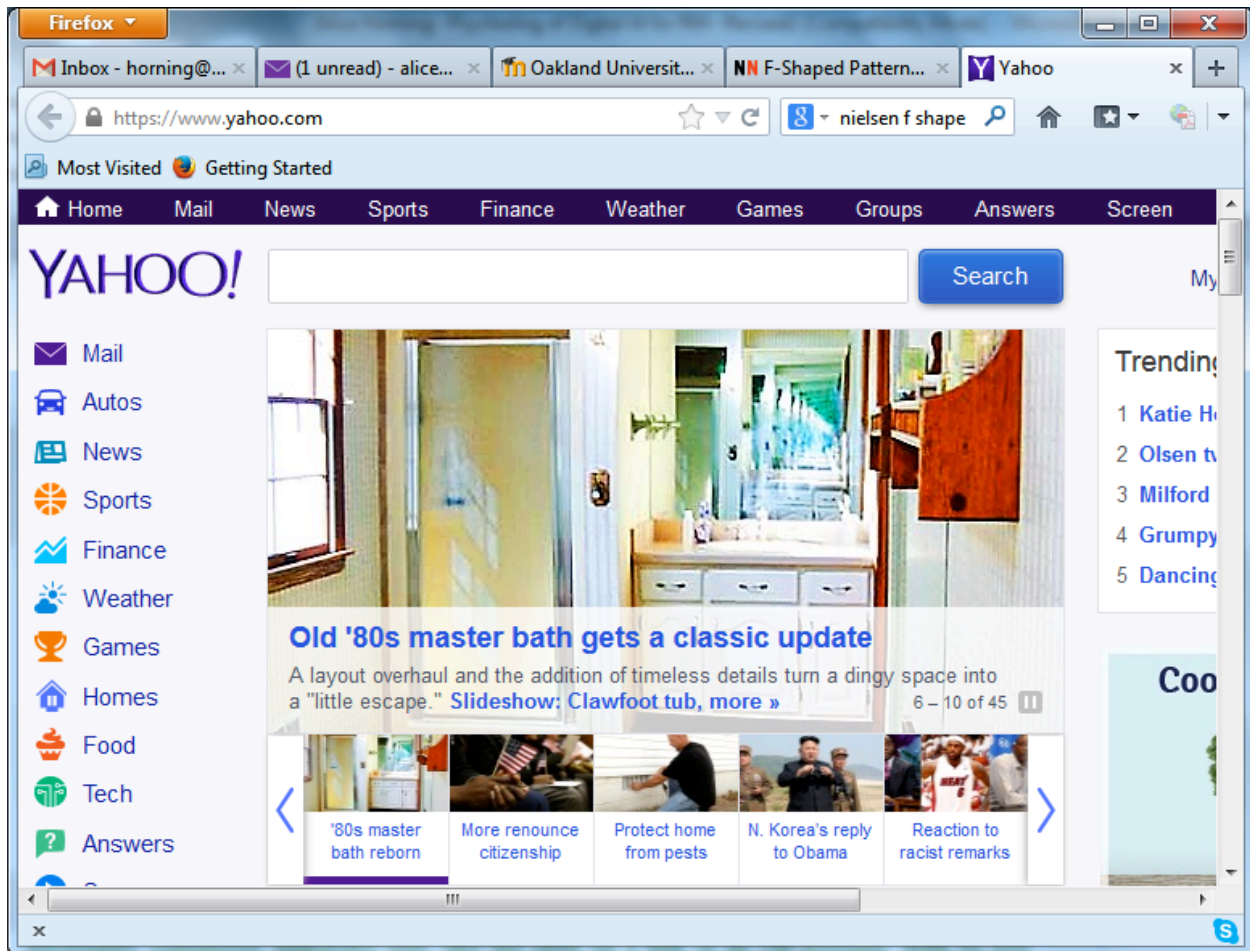 Firefox
Inbox - horning@... (1 unread) - alice... Oakland Universit... NN F-Shaped Pattern... Yahoo
https://www.yahoo.com 8 nielsen f shape
Most Visited Getting Started
Home Mail News Sports Finance Weather Games Groups Answers Screen
YAHOO! Search My
Mail
Autos
News
Sports
Finance
Weather
Games
Homes
Food
Tech
Answers
Old '80s master bath gets a classic update
A layout overhaul and the addition of timeless details turn a dingy space into
a "little escape." Slideshow: Clawfoot tub, more »
6 – 10 of 45
'80s master
bath reborn
More renounce
citizenship
Protect home
from pests
N. Korea's reply
to Obama
HEAT
6
Reaction to
racist remarks
Trending
1 Katie H
2 Olsen tw
3 Milford
4 Grumpy
5 Dancing
Coo